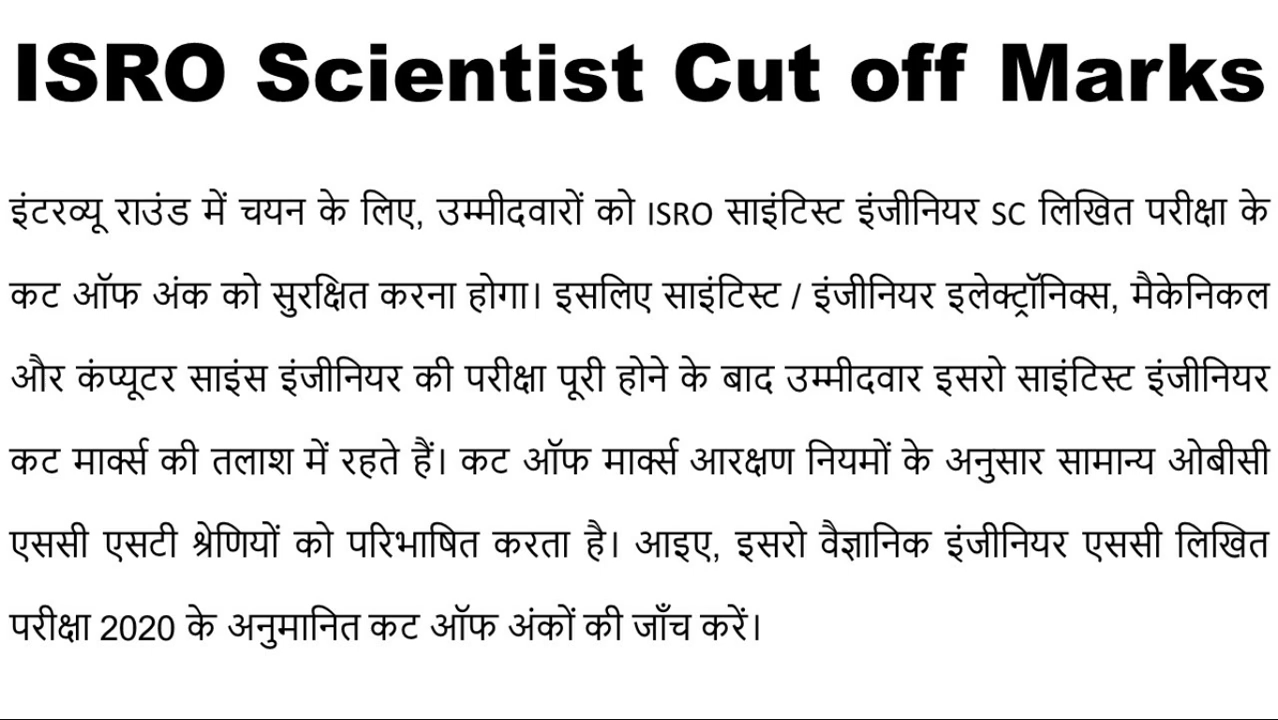 ISRO Scientist Cut off Marks
इंटरव्यू राउंड में चयन के लिए, उम्मीदवारों को ISRO साइंटिस्ट इंजीनियर SC लिखित परीक्षा के
कट ऑफ अंक को सुरक्षित करना होगा। इसलिए साइंटिस्ट / इंजीनियर इलेक्ट्रॉनिक्स, मैकेनिकल
और कंप्यूटर साइंस इंजीनियर की परीक्षा पूरी होने के बाद उम्मीदवार इसरो साइंटिस्ट इंजीनियर
कट मार्क्स की तलाश में रहते हैं। कट ऑफ मार्क्स आरक्षण नियमों के अनुसार सामान्य ओबीसी
एससी एसटी श्रेणियों को परिभाषित करता है। आइए, इसरो वैज्ञानिक इंजीनियर एससी लिखित
परीक्षा 2020 के अनुमानित कट ऑफ अंकों की जाँच करें।